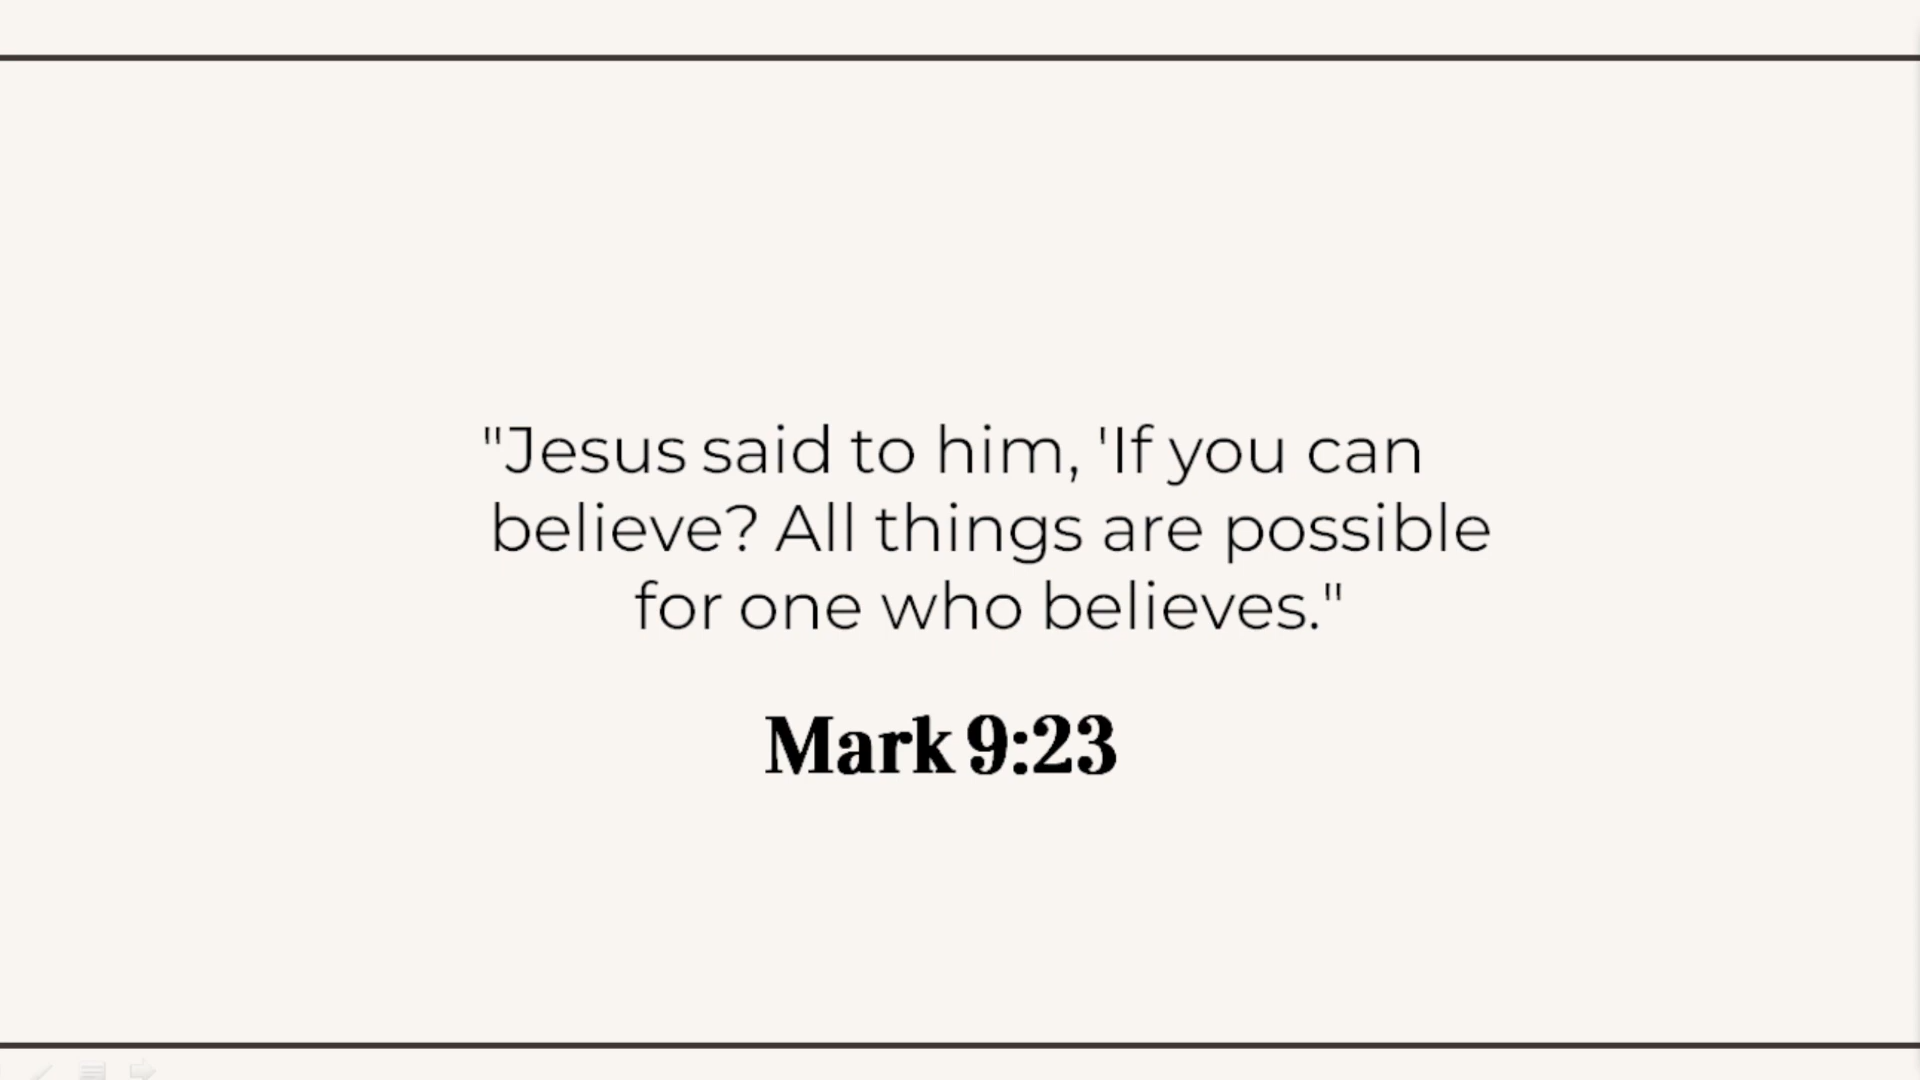 "Jesus said to him, 'If you can
believe? All things are possible
for one who believes."
Mark 9:23